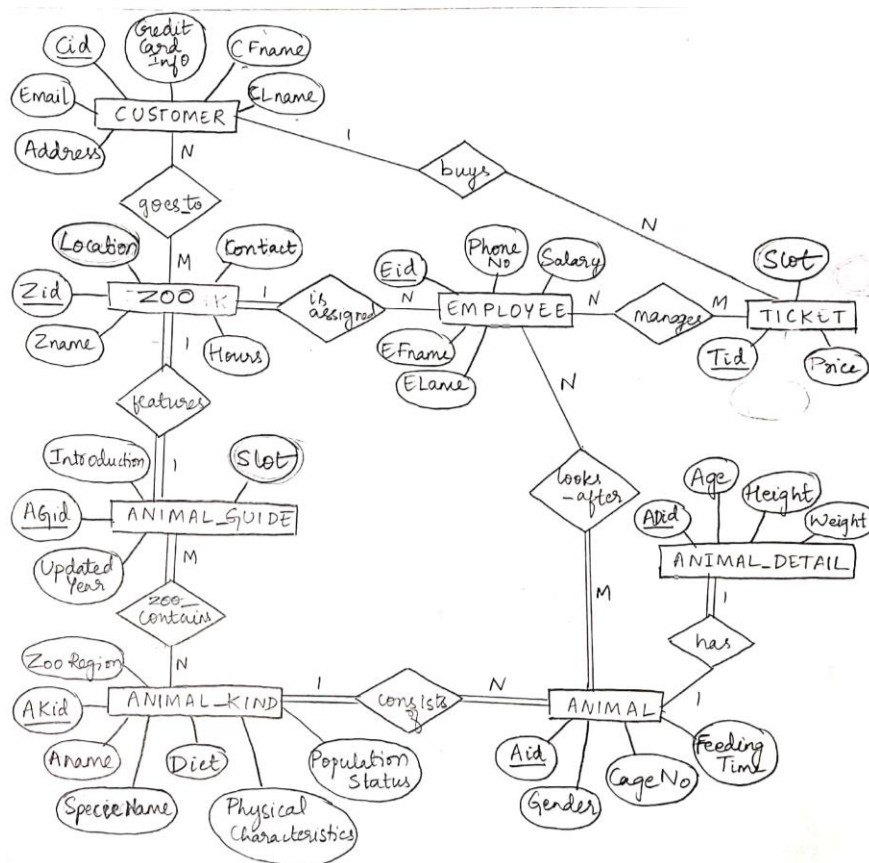 Credit
Card
Info
Cid
CFname
Email
CLname
CUSTOMER
Address
N
1
buys
goes_to
N
M
Location
Contact
Zid
ZOO
1
is
assigned
N
Zname
Hours
Phone
No
Eid
Salary
EMPLOYEE
N
manages
M
EFname
ELame
Slot
TICKET
Tid
Price
1
features
1
N
looks
_after
M
Introduction
Slot
AGid
ANIMAL_GUIDE
Updated
Year
M
zoo_
contains
N
Age
Height
ADid
Weight
ANIMAL_DETAIL
1
has
1
Zoo Region
AKid
ANIMAL_KIND
1
consists
of
N
ANIMAL
Aname
Diet
Population
Status
SpecieName
Physical
Characteristics
Aid
Gender
CageNo
Feeding
Time